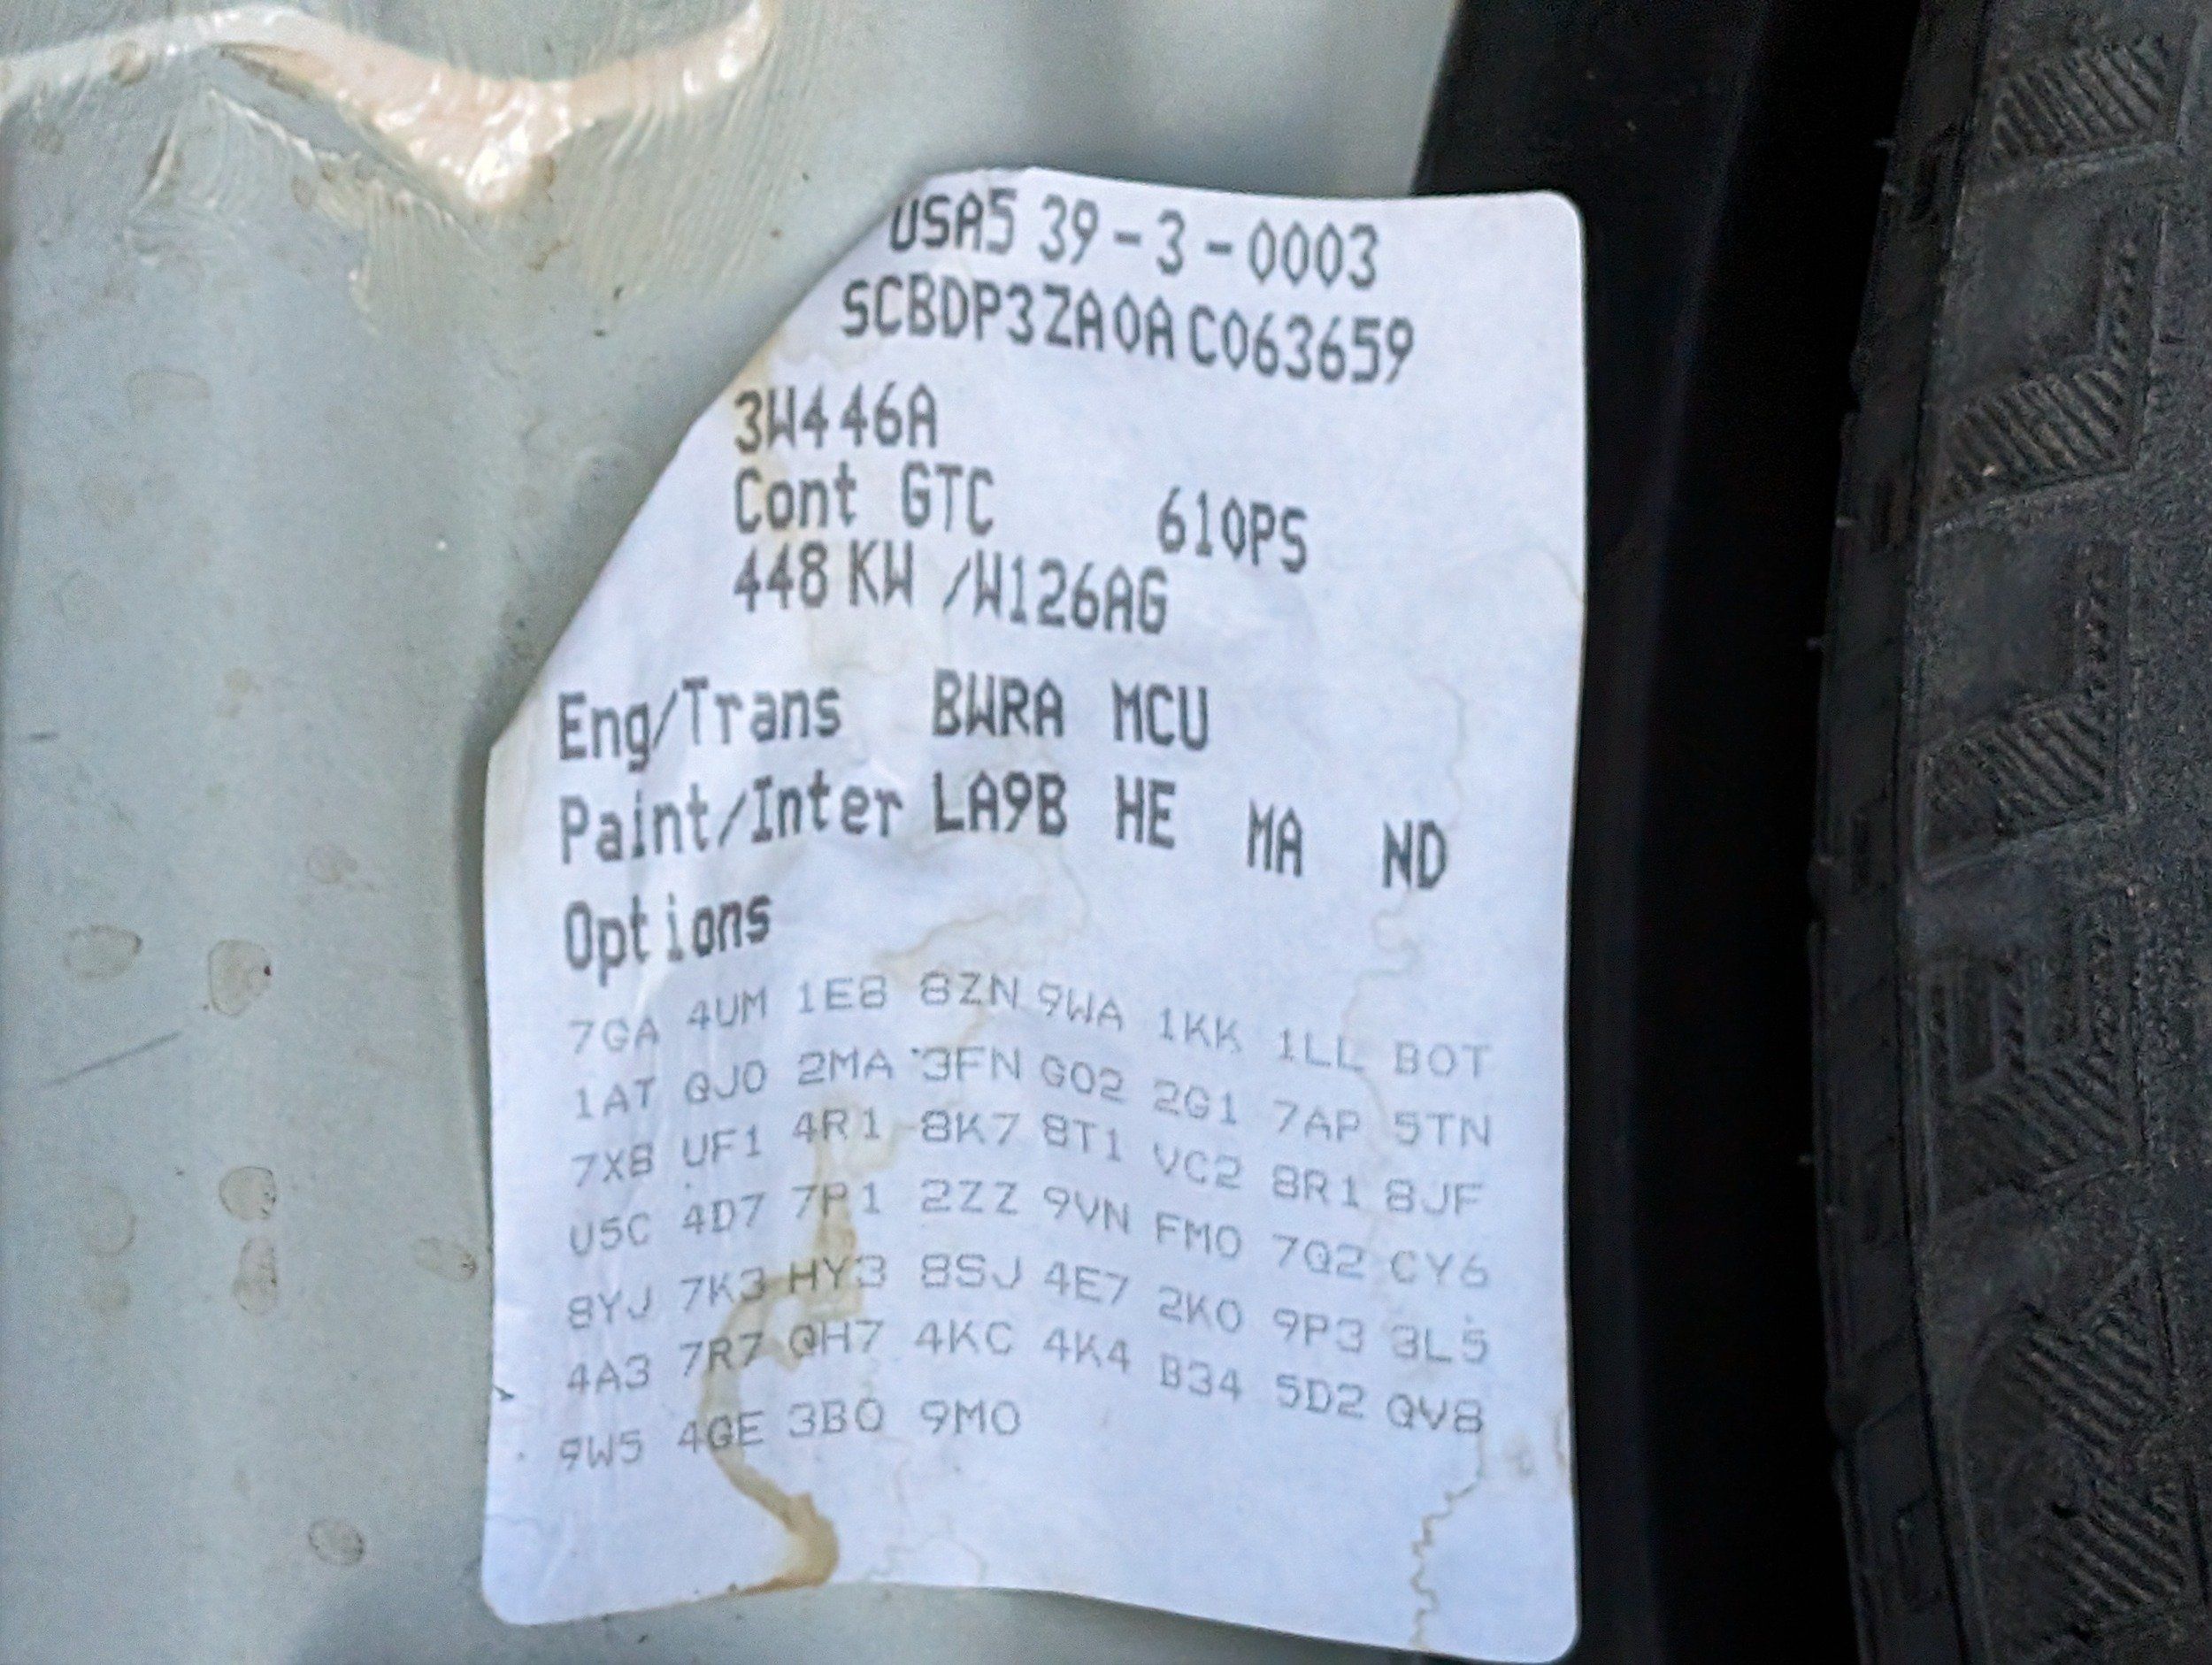 USA5 39-3-0003
SCBDP3ZA0AC063659
3W446A
Cont GTC 610PS
448 KW /W126AG
Eng/Trans BWRA MCU
Paint/Inter LA9B HE MA ND
Options
7GA 4UM 1E8 8ZN 9WA 1KK 1LL B0T
1AT QJ0 2MA 3FN G02 2G1 7AP 5TN
7X8 UF1 4R1 8K7 8T1 VC2 8R1 8JF
U5C 4D7 7P1 2ZZ 9VN FM0 7Q2 CY6
8YJ 7K3 HY3 8SJ 4E7 2K0 9P3 3L5
4A3 7R7 QH7 4KC 4K4 B34 5D2 QV8
9W5 4GE 3B0 9M0